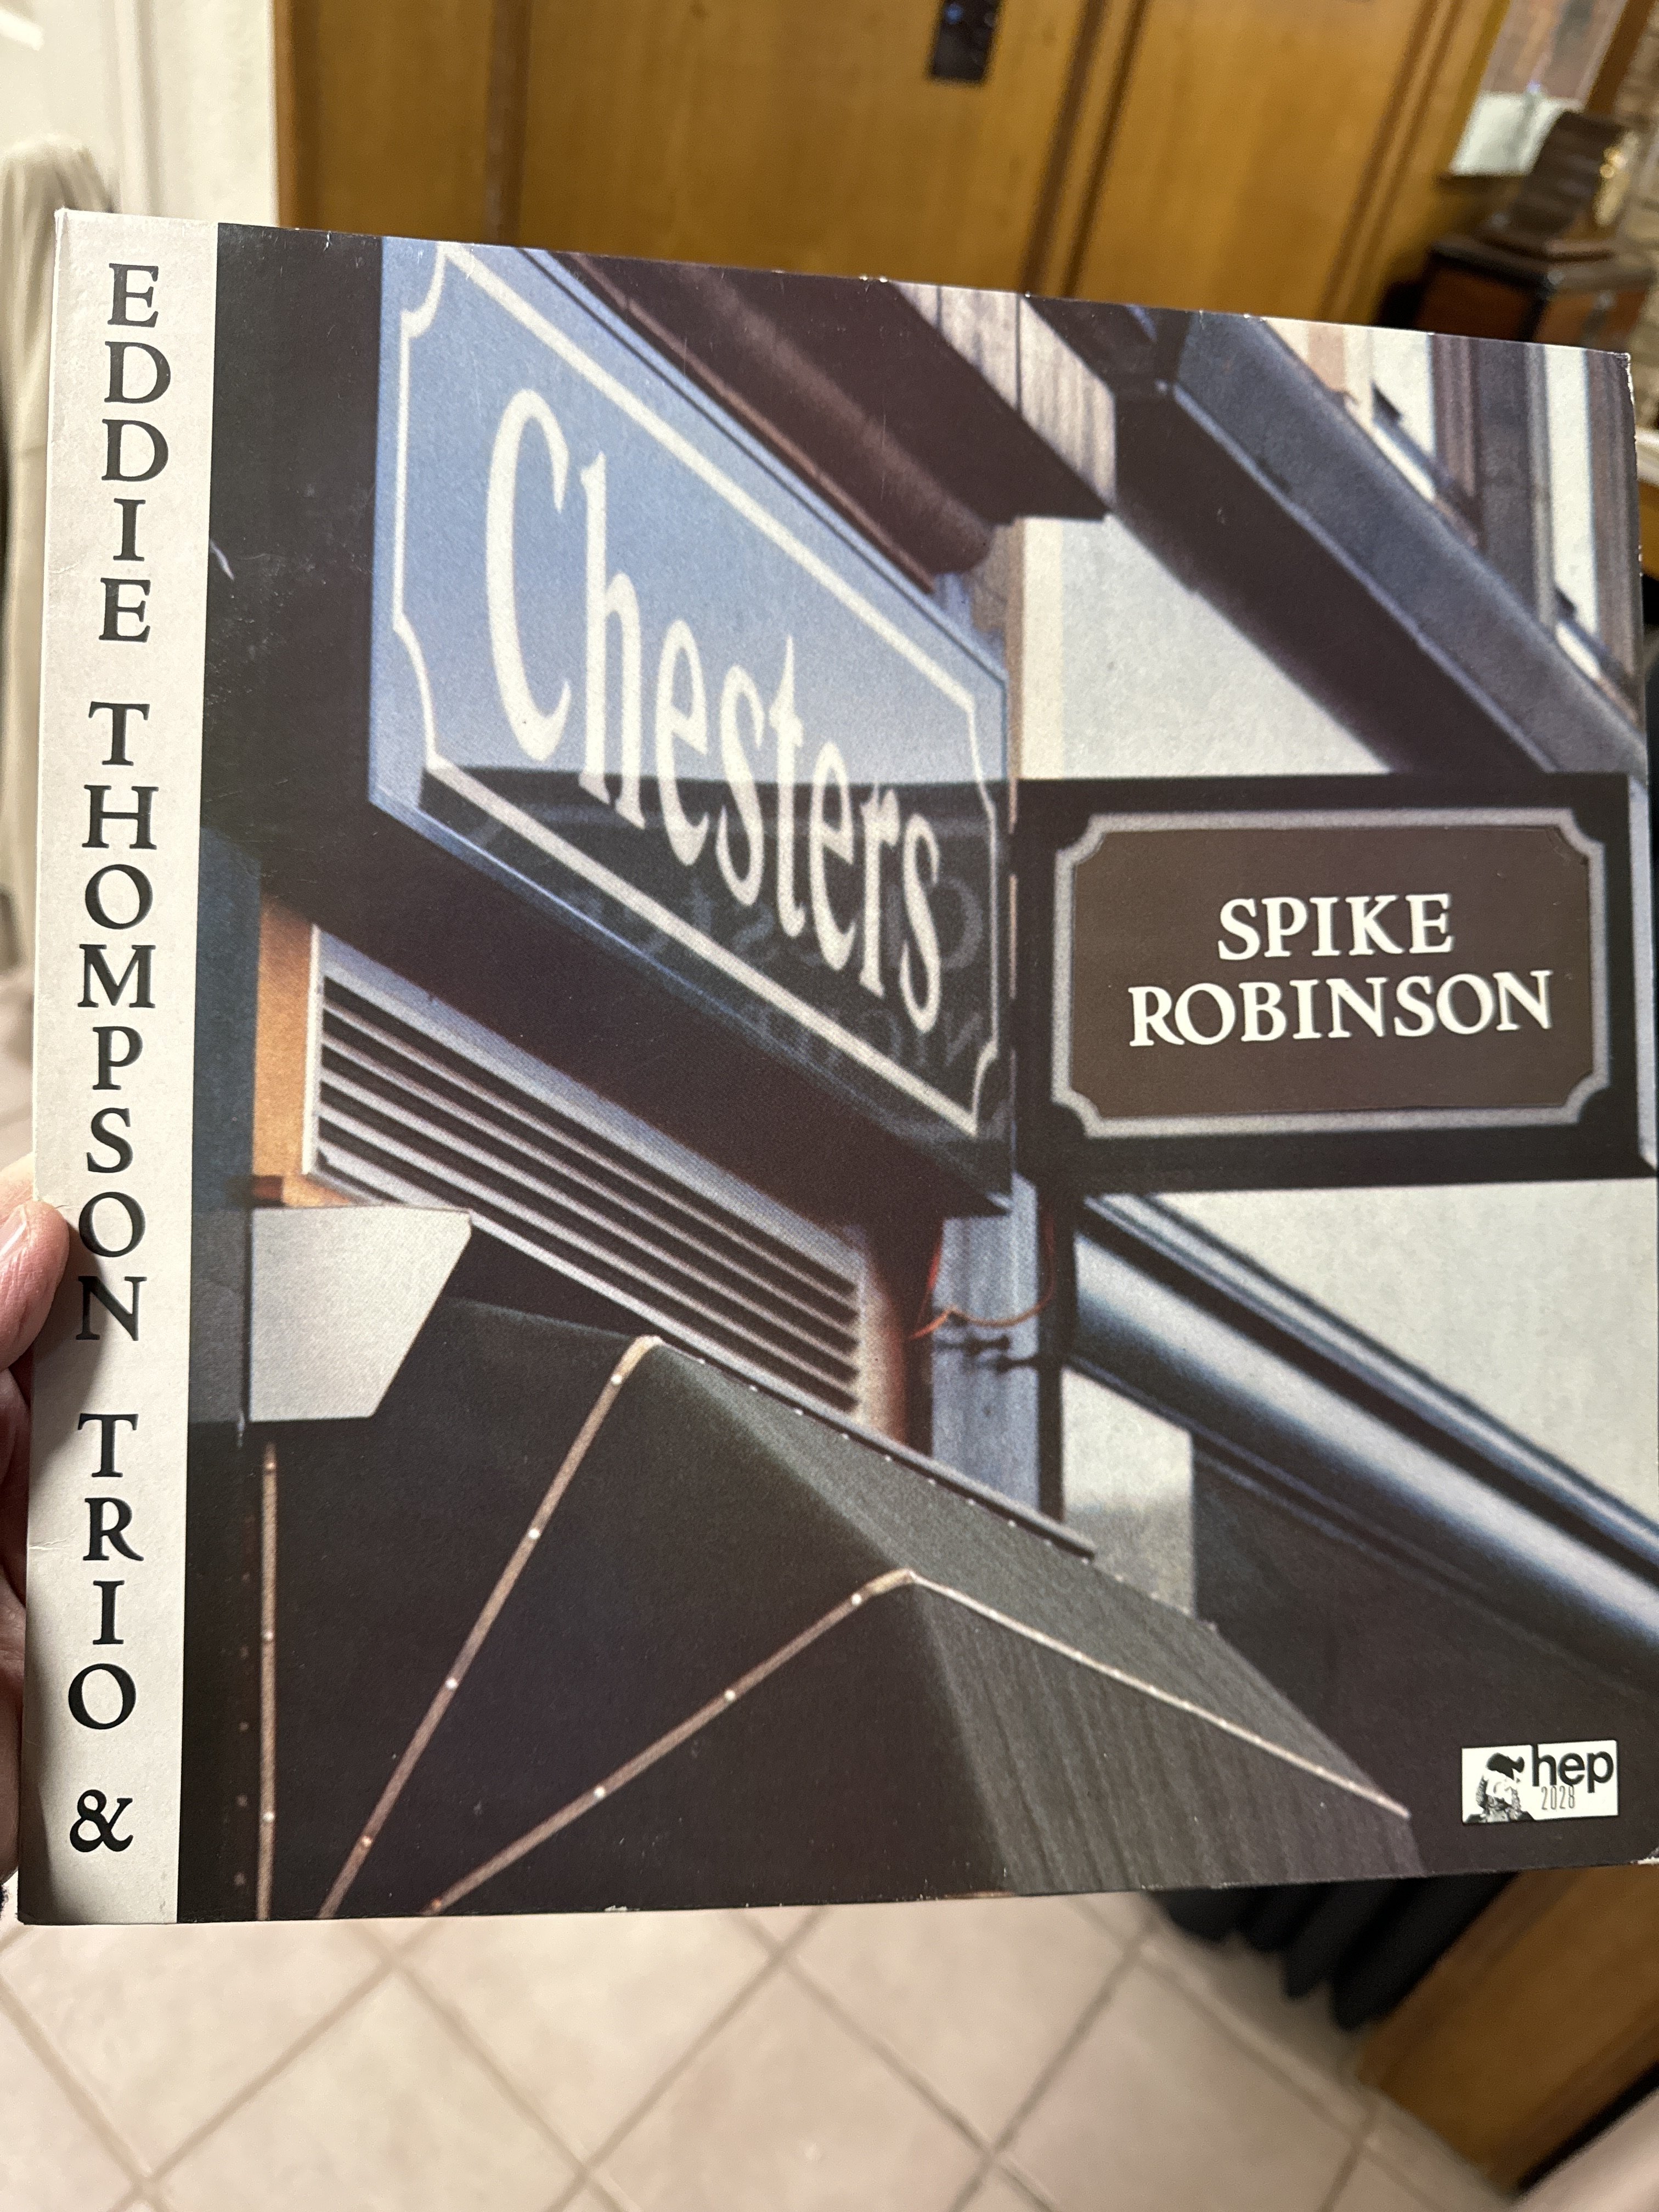 EDDIE THOMPSON TRIO &
Chesters
SPIKE
ROBINSON
hep
2028